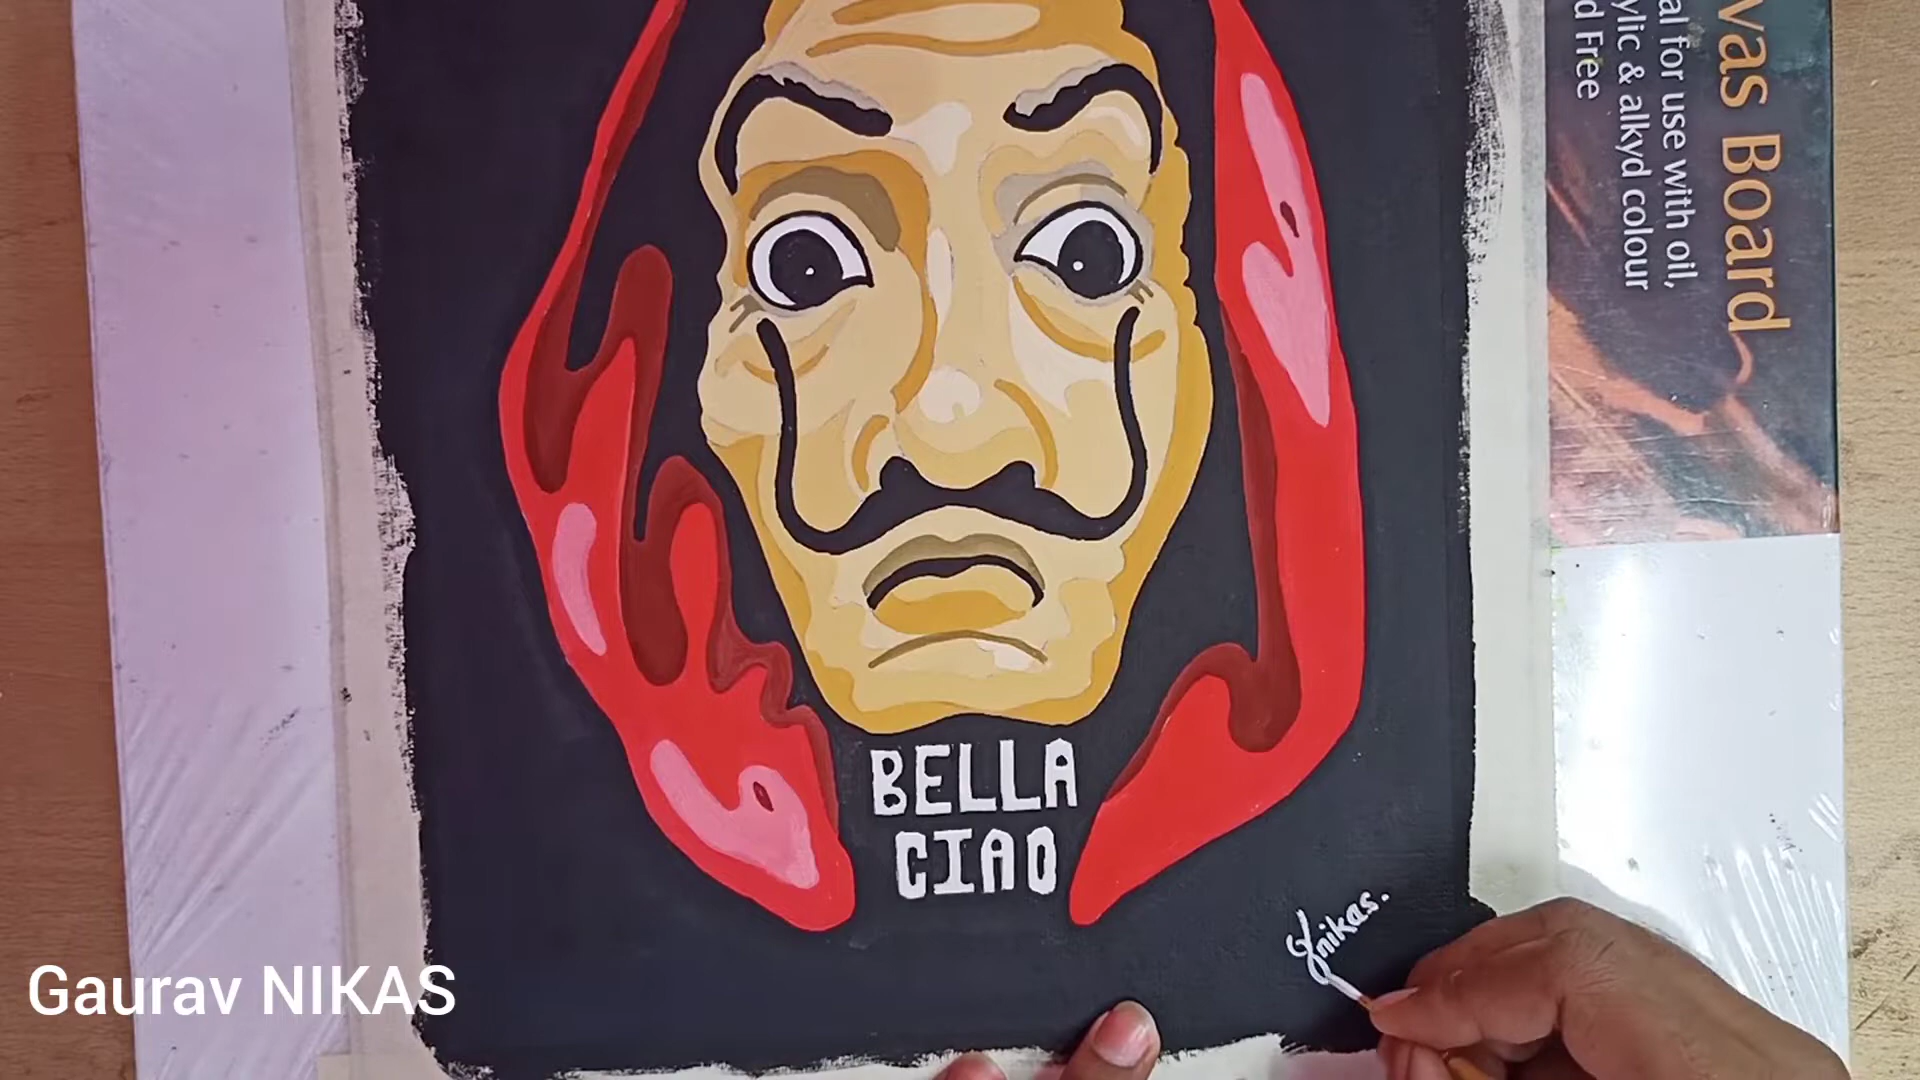 vas Board
al for use with oil,
ylic & alkyd colour
d Free
BELLA
CIAO
nikas.
Gaurav NIKAS